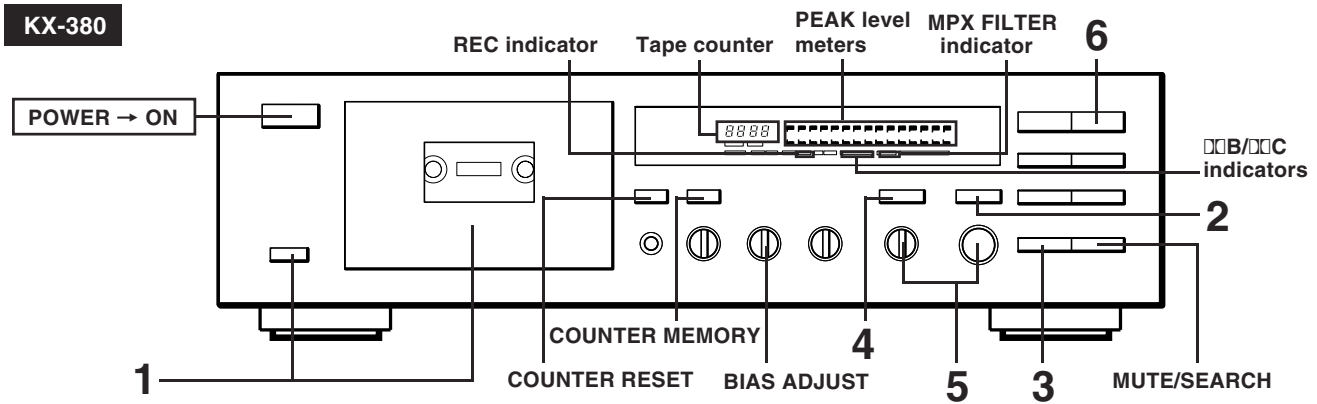 KX-380
REC indicator
Tape counter
PEAK level
meters
MPX FILTER
indicator
6
POWER → ON
8888
▯▯B/▯▯C
indicators
2
COUNTER MEMORY
4
1
COUNTER RESET
BIAS ADJUST
5
3
MUTE/SEARCH